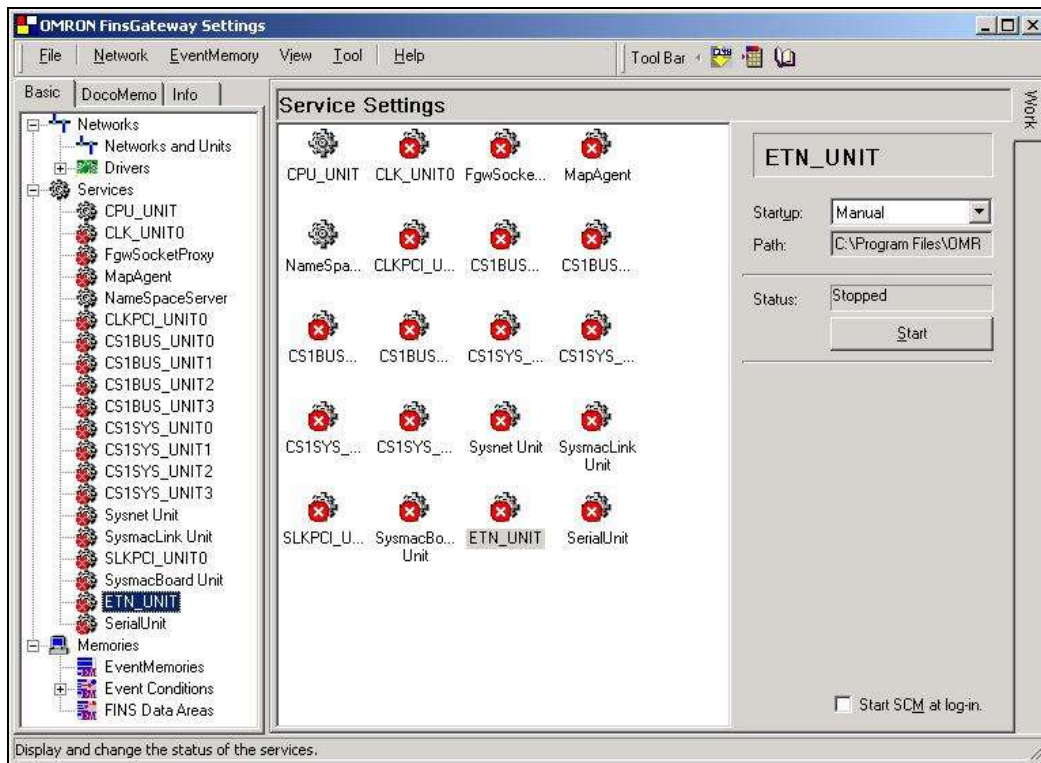 OMRON FinsGateway Settings
File Network EventMemory View Tool Help Tool Bar
Basic DocoMemo Info
Networks
Networks and Units
Drivers
Services
CPU_UNIT
CLK_UNIT0
FgwSocketProxy
MapAgent
NameSpaceServer
CLKPCI_UNIT0
CS1BUS_UNIT0
CS1BUS_UNIT1
CS1BUS_UNIT2
CS1BUS_UNIT3
CS1SYS_UNIT0
CS1SYS_UNIT1
CS1SYS_UNIT2
CS1SYS_UNIT3
Sysnet Unit
SysmacLink Unit
SLKPCI_UNIT0
SysmacBoard Unit
ETN_UNIT
SerialUnit
Memories
EventMemories
Event Conditions
FINS Data Areas
Service Settings
CPU_UNIT CLK_UNIT0 FgwSocke... MapAgent
NameSpa... CLKPCI_U... CS1BUS... CS1BUS...
CS1BUS... CS1BUS... CS1SYS_... CS1SYS_...
CS1SYS_... CS1SYS_... Sysnet Unit SysmacLink
Unit
SLKPCI_U... SysmacBo... ETN_UNIT SerialUnit
Unit
ETN_UNIT
Startup: Manual
Path: C:\Program Files\OMR
Status: Stopped
Start
Start SCM at log-in.
Work
Display and change the status of the services.